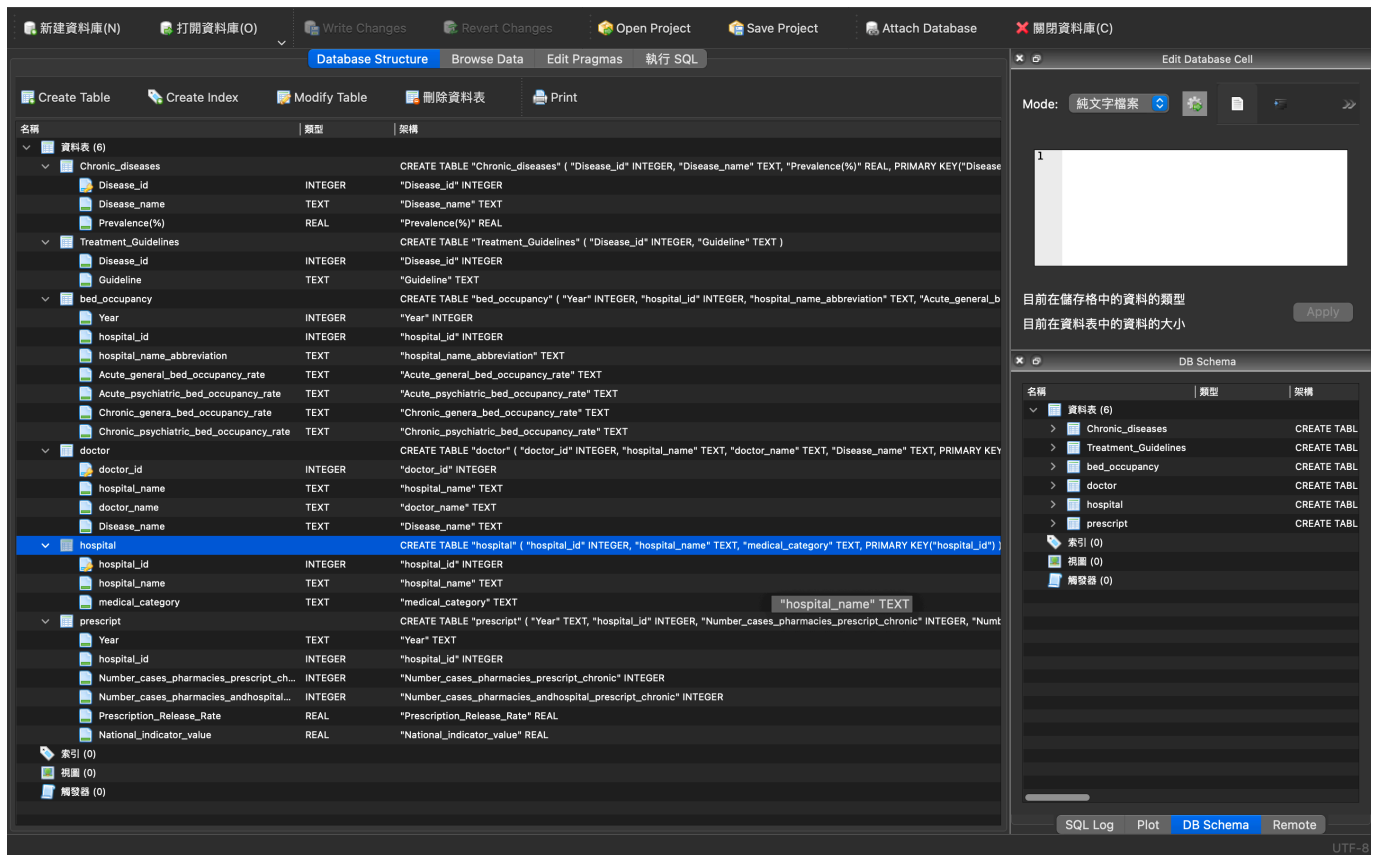 新建資料庫(N) 打開資料庫(O) Write Changes Revert Changes Open Project Save Project Attach Database 關閉資料庫(C)
Database Structure Browse Data Edit Pragmas 執行 SQL
Create Table Create Index Modify Table 刪除資料表 Print
名稱 類型 架構
資料表 (6)
Chronic_diseases CREATE TABLE "Chronic_diseases" ( "Disease_id" INTEGER, "Disease_name" TEXT, "Prevalence(%)" REAL, PRIMARY KEY("Disease
Disease_id INTEGER "Disease_id" INTEGER
Disease_name TEXT "Disease_name" TEXT
Prevalence(%) REAL "Prevalence(%)" REAL
Treatment_Guidelines CREATE TABLE "Treatment_Guidelines" ( "Disease_id" INTEGER, "Guideline" TEXT )
Disease_id INTEGER "Disease_id" INTEGER
Guideline TEXT "Guideline" TEXT
bed_occupancy CREATE TABLE "bed_occupancy" ( "Year" INTEGER, "hospital_id" INTEGER, "hospital_name_abbreviation" TEXT, "Acute_general_b
Year INTEGER "Year" INTEGER
hospital_id INTEGER "hospital_id" INTEGER
hospital_name_abbreviation TEXT "hospital_name_abbreviation" TEXT
Acute_general_bed_occupancy_rate TEXT "Acute_general_bed_occupancy_rate" TEXT
Acute_psychiatric_bed_occupancy_rate TEXT "Acute_psychiatric_bed_occupancy_rate" TEXT
Chronic_genera_bed_occupancy_rate TEXT "Chronic_genera_bed_occupancy_rate" TEXT
Chronic_psychiatric_bed_occupancy_rate TEXT "Chronic_psychiatric_bed_occupancy_rate" TEXT
doctor CREATE TABLE "doctor" ( "doctor_id" INTEGER, "hospital_name" TEXT, "doctor_name" TEXT, "Disease_name" TEXT, PRIMARY KEY
doctor_id INTEGER "doctor_id" INTEGER
hospital_name TEXT "hospital_name" TEXT
doctor_name TEXT "doctor_name" TEXT
Disease_name TEXT "Disease_name" TEXT
hospital CREATE TABLE "hospital" ( "hospital_id" INTEGER, "hospital_name" TEXT, "medical_category" TEXT, PRIMARY KEY("hospital_id") )
hospital_id INTEGER "hospital_id" INTEGER
hospital_name TEXT "hospital_name" TEXT
medical_category TEXT "medical_category" TEXT
"hospital_name" TEXT
prescript CREATE TABLE "prescript" ( "Year" TEXT, "hospital_id" INTEGER, "Number_cases_pharmacies_prescript_chronic" INTEGER, "Numt
Year TEXT "Year" TEXT
hospital_id INTEGER "hospital_id" INTEGER
Number_cases_pharmacies_prescript_ch... INTEGER "Number_cases_pharmacies_prescript_chronic" INTEGER
Number_cases_pharmacies_andhospital... INTEGER "Number_cases_pharmacies_andhospital_prescript_chronic" INTEGER
Prescription_Release_Rate REAL "Prescription_Release_Rate" REAL
National_indicator_value REAL "National_indicator_value" REAL
索引 (0)
視圖 (0)
觸發器 (0)
Edit Database Cell
Mode: 純文字檔案
1
目前在儲存格中的資料的類型
目前在資料表中的資料的大小
Apply
DB Schema
名稱 類型 架構
資料表 (6)
Chronic_diseases CREATE TABL
Treatment_Guidelines CREATE TABL
bed_occupancy CREATE TABL
doctor CREATE TABL
hospital CREATE TABL
prescript CREATE TABL
索引 (0)
視圖 (0)
觸發器 (0)
SQL Log Plot DB Schema Remote
UTF-8